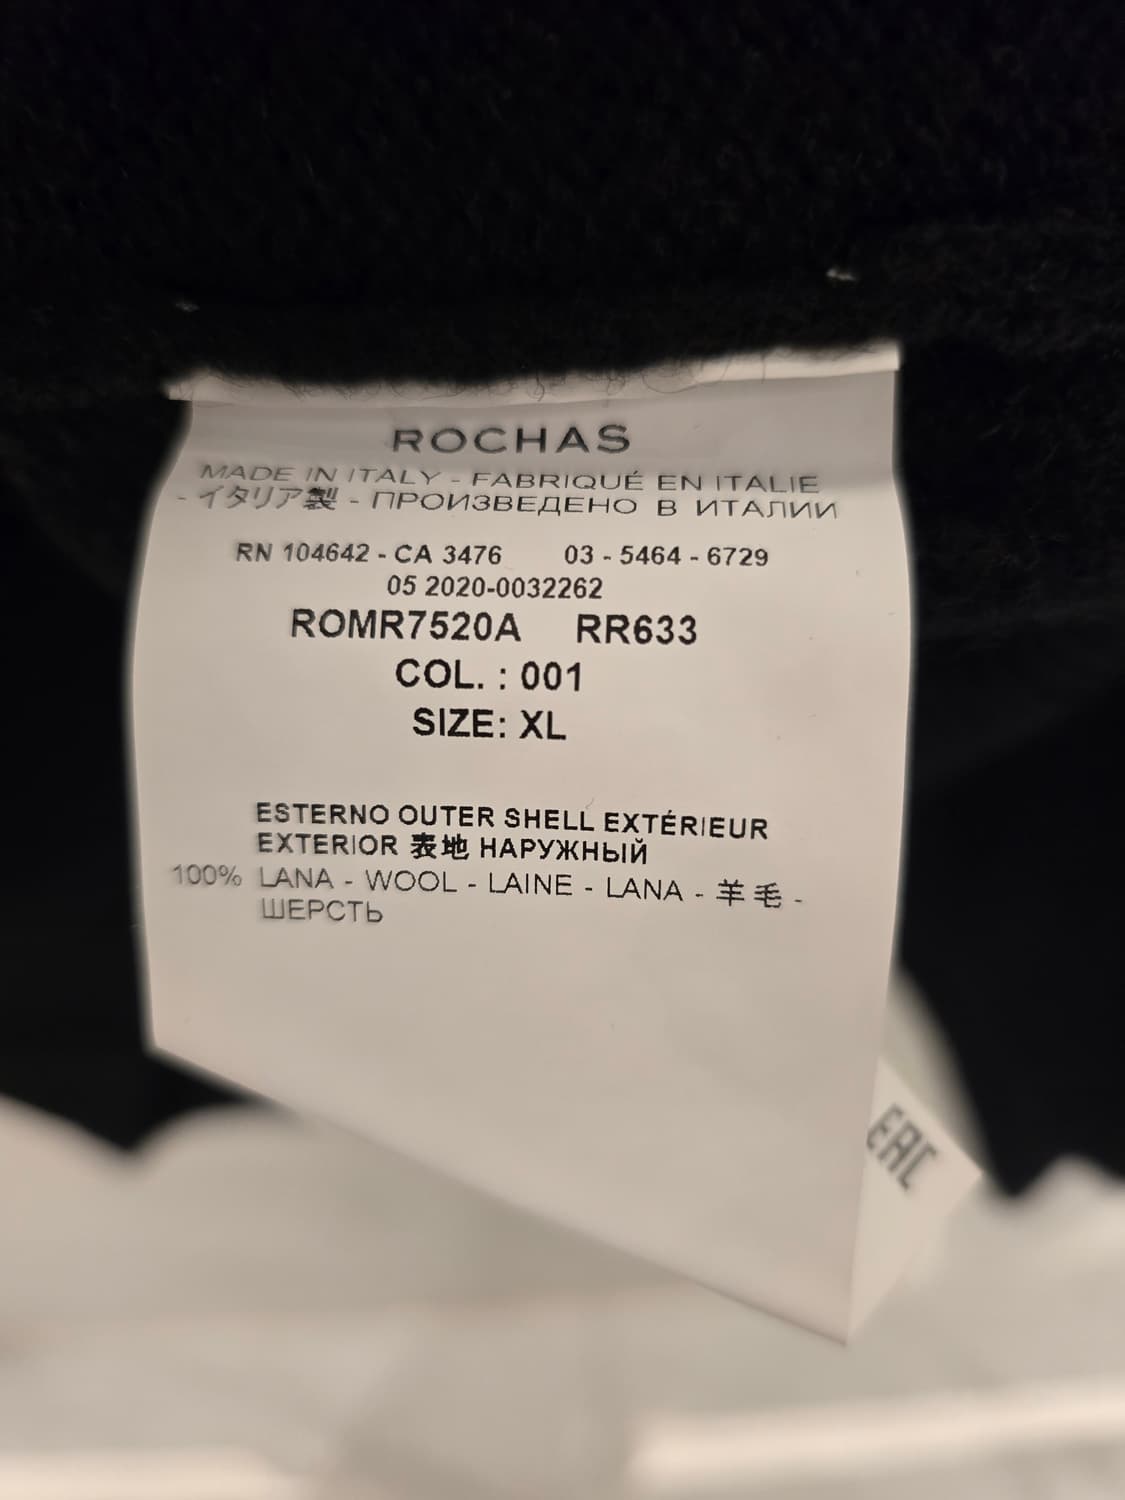 ROCHAS
MADE IN ITALY - FABRIQUÉ EN ITALIE
- イタリア製 - ПРОИЗВЕДЕНО В ИТАЛИИ
RN 104642 - CA 3476 03 - 5464 - 6729
05 2020-0032262
ROMR7520A RR633
COL. : 001
SIZE: XL
ESTERNO OUTER SHELL EXTÉRIEUR
EXTERIOR 表地 НАРУЖНЫЙ
100% LANA - WOOL - LAINE - LANA - 羊毛 -
ШЕРСТЬ
EAC